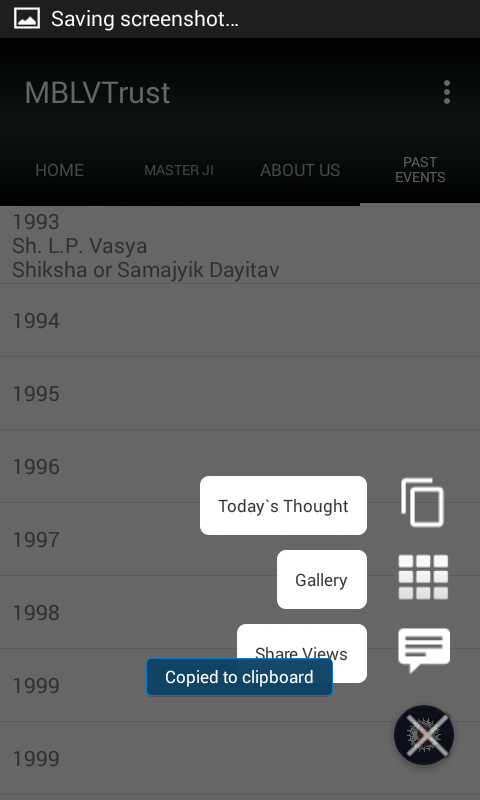 Saving screenshot...
MBLVTrust
HOME
MASTER JI
ABOUT US
PAST
EVENTS
1993
Sh. L.P. Vasya
Shiksha or Samajyik Dayitav
1994
1995
1996
Today`s Thought
1997
Gallery
1998
Share Views
Copied to clipboard
1999
1999